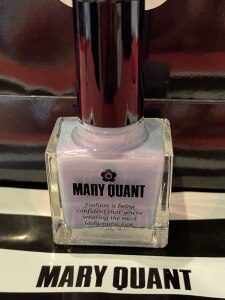 MARY QUANT
Fashion is being
confident that you're
wearing the most
fashionable look.
MARY QUANT